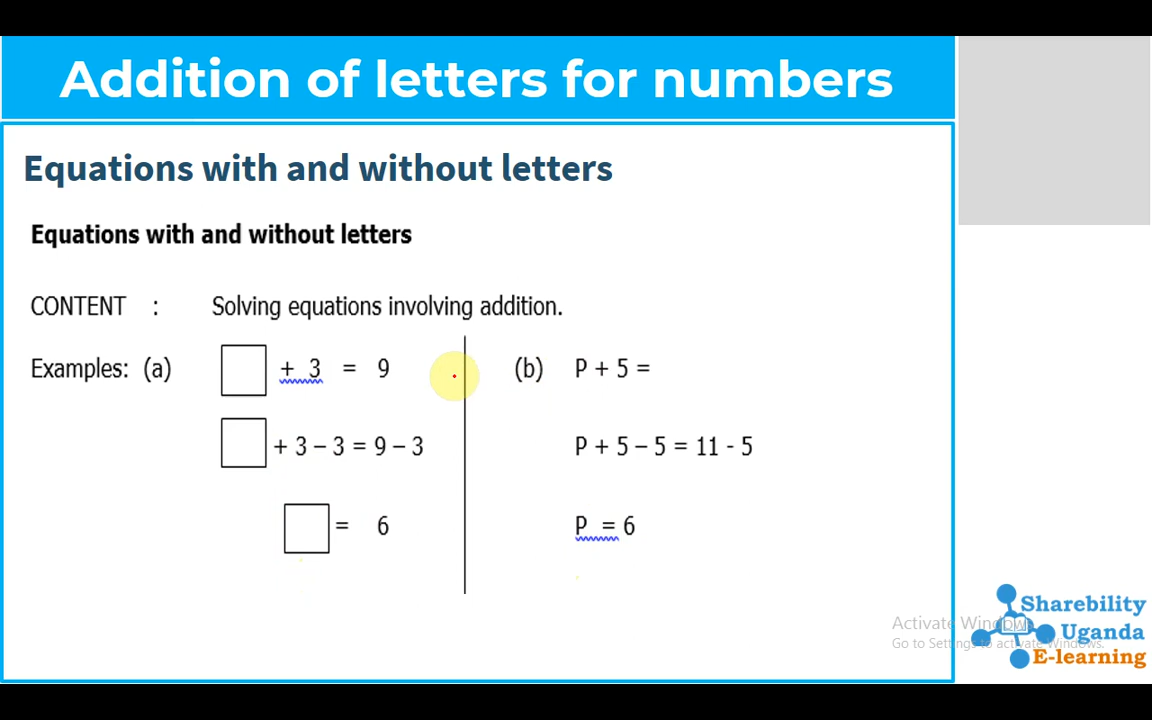 Addition of letters for numbers
Equations with and without letters
Equations with and without letters
CONTENT : Solving equations involving addition.
Examples: (a) + 3 = 9
+ 3 – 3 = 9 – 3
= 6
(b) P + 5 =
P + 5 – 5 = 11 - 5
P = 6
Activate Windows
Go to Settings to activate Windows.
Sharebility
Uganda
E-learning